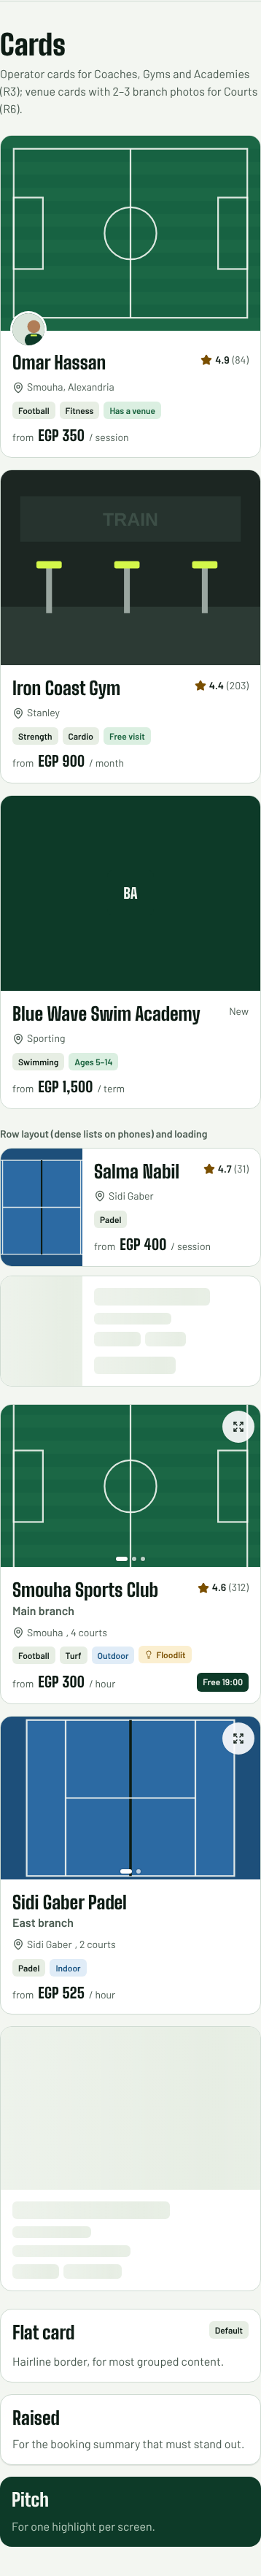 Cards
Operator cards for Coaches, Gyms and Academies
(R3); venue cards with 2–3 branch photos for Courts
(R6).
Omar Hassan
4.9 (84)
Smouha, Alexandria
Football Fitness Has a venue
from EGP 350 / session
TRAIN
Iron Coast Gym
4.4 (203)
Stanley
Strength Cardio Free visit
from EGP 900 / month
BA
Blue Wave Swim Academy
New
Sporting
Swimming Ages 5–14
from EGP 1,500 / term
Row layout (dense lists on phones) and loading
Salma Nabil
4.7 (31)
Sidi Gaber
Padel
from EGP 400 / session
Smouha Sports Club
4.6 (312)
Main branch
Smouha , 4 courts
Football Turf Outdoor Floodlit
from EGP 300 / hour
Free 19:00
Sidi Gaber Padel
East branch
Sidi Gaber , 2 courts
Padel Indoor
from EGP 525 / hour
Flat card
Default
Hairline border, for most grouped content.
Raised
For the booking summary that must stand out.
Pitch
For one highlight per screen.